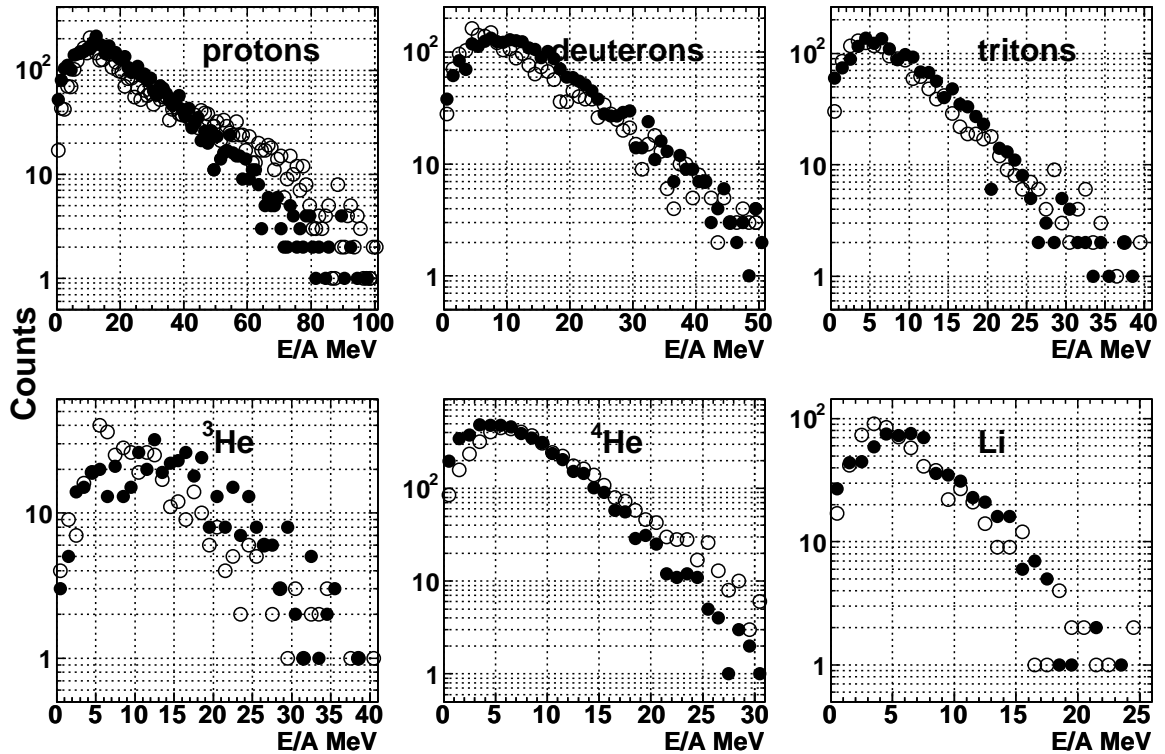 protons
10²
10
1
0 20 40 60 80 100
E/A MeV
deuterons
10²
10
1
0 10 20 30 40 50
E/A MeV
tritons
10²
10
1
0 5 10 15 20 25 30 35 40
E/A MeV
Counts
³He
10
1
0 5 10 15 20 25 30 35 40
E/A MeV
⁴He
10²
10
1
0 5 10 15 20 25 30
E/A MeV
Li
10²
10
1
0 5 10 15 20 25
E/A MeV